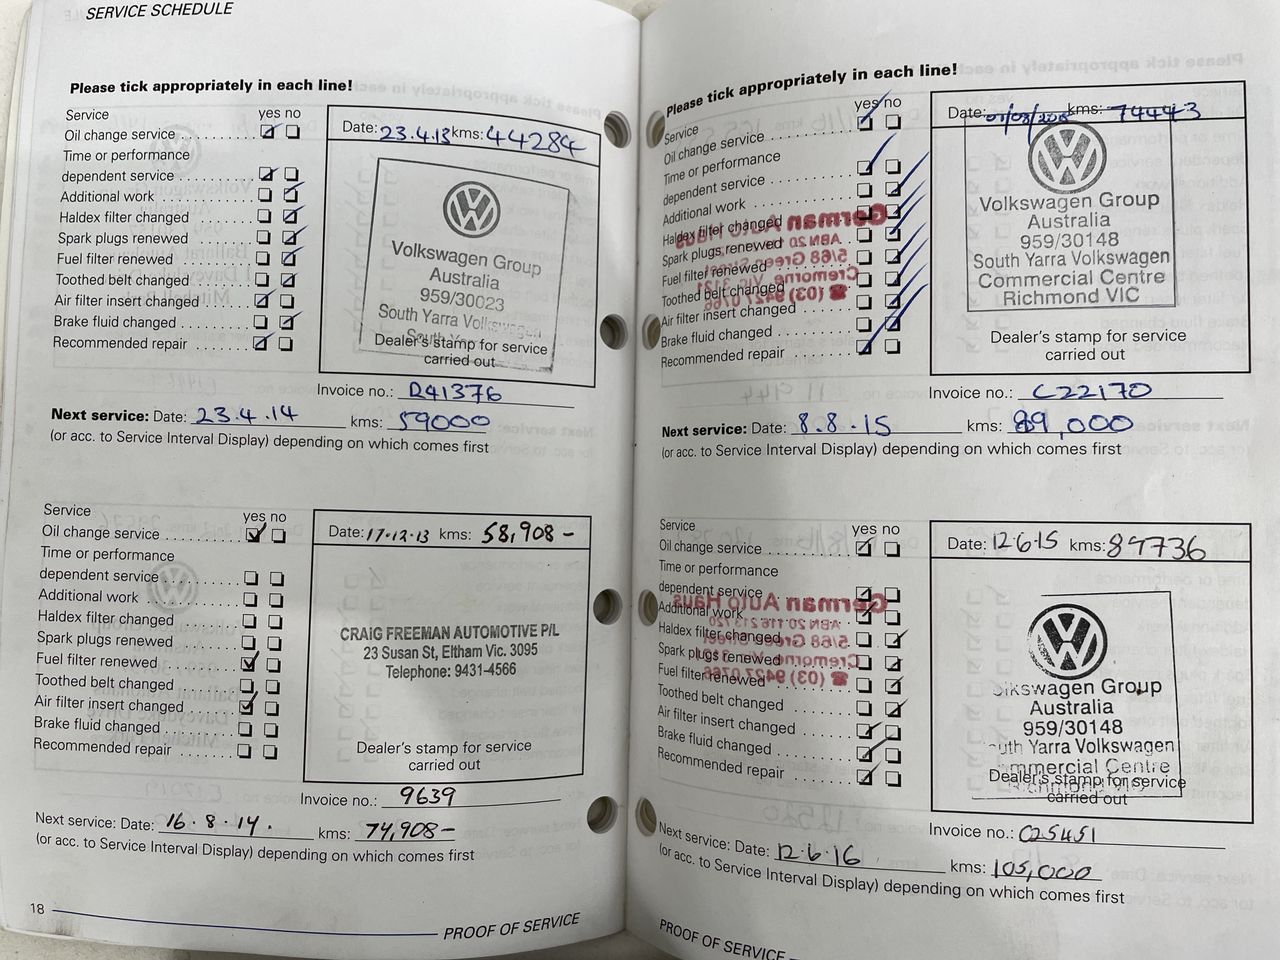 SERVICE SCHEDULE
Please tick appropriately in each line!
Service yes no
Oil change service
Time or performance
dependent service
Additional work
Haldex filter changed
Spark plugs renewed
Fuel filter renewed
Toothed belt changed
Air filter insert changed
Brake fluid changed
Recommended repair
Date: 23.4.13 kms: 44284
Volkswagen Group
Australia
959/30023
South Yarra Volkswagen
Dealer's stamp for service
carried out
Invoice no.: R41376
Next service: Date: 23.4.14 kms: 59000
(or acc. to Service Interval Display) depending on which comes first
Service yes no
Oil change service
Time or performance
dependent service
Additional work
Haldex filter changed
Spark plugs renewed
Fuel filter renewed
Toothed belt changed
Air filter insert changed
Brake fluid changed
Recommended repair
Date: 17.12.13 kms: 58,908-
CRAIG FREEMAN AUTOMOTIVE P/L
23 Susan St, Eltham Vic. 3095
Telephone: 9431-4566
Dealer's stamp for service
carried out
Invoice no.: 9639
Next service: Date: 16.8.14. kms: 74,908-
(or acc. to Service Interval Display) depending on which comes first
18
PROOF OF SERVICE
Please tick appropriately in each line!
Service yes no
Oil change service
Time or performance
dependent service
Additional work
Haldex filter changed
Spark plugs renewed
Fuel filter renewed
Toothed belt changed
Air filter insert changed
Brake fluid changed
Recommended repair
Date: kms: 74443
Volkswagen Group
Australia
959/30148
South Yarra Volkswagen
Commercial Centre
Richmond VIC
Dealer's stamp for service
carried out
Invoice no.: C22170
Next service: Date: 8.8.15 kms: 89,000
(or acc. to Service Interval Display) depending on which comes first
Service yes no
Oil change service
Time or performance
dependent service
Additional work
Haldex filter changed
Spark plugs renewed
Fuel filter renewed
Toothed belt changed
Air filter insert changed
Brake fluid changed
Recommended repair
Date: 12.6.15 kms: 89736
Volkswagen Group
Australia
959/30148
South Yarra Volkswagen
Commercial Centre
Richmond VIC
Dealer's stamp for service
carried out
Invoice no.: C25451
Next service: Date: 12.6.16 kms: 105,000
(or acc. to Service Interval Display) depending on which comes first
PROOF OF SERVICE